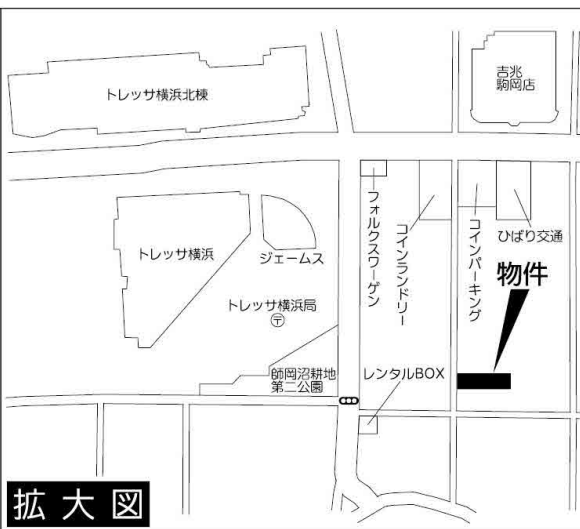 トレッサ横浜北棟
吉兆
駒岡店
トレッサ横浜
ジェームス
フォルクスワーゲン
コインランドリー
コインパーキング
ひばり交通
物件
トレッサ横浜局
〒
師岡沼耕地
第二公園
レンタルBOX
拡大図